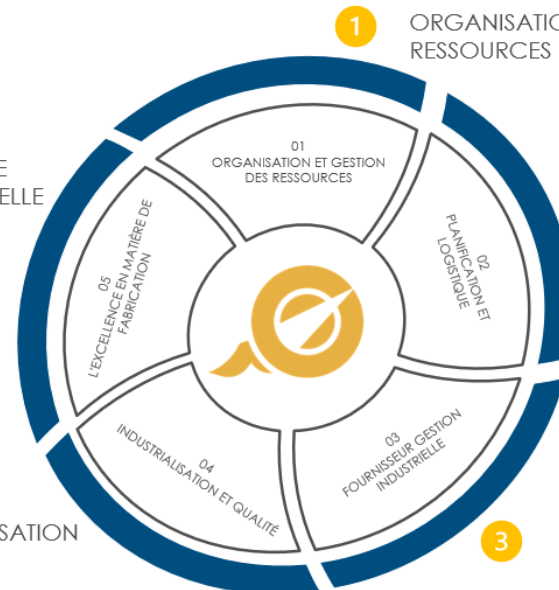 1
ORGANISATIO
RESSOURCES
E
ELLE
01
ORGANISATION ET GESTION
DES RESSOURCES
02
PLANIFICATION ET
LOGISTIQUE
05
L'EXCELLENCE EN MATIÈRE DE
FABRICATION
03
FOURNISSEUR GESTION
INDUSTRIELLE
04
INDUSTRIALISATION ET QUALITÉ
SATION
3